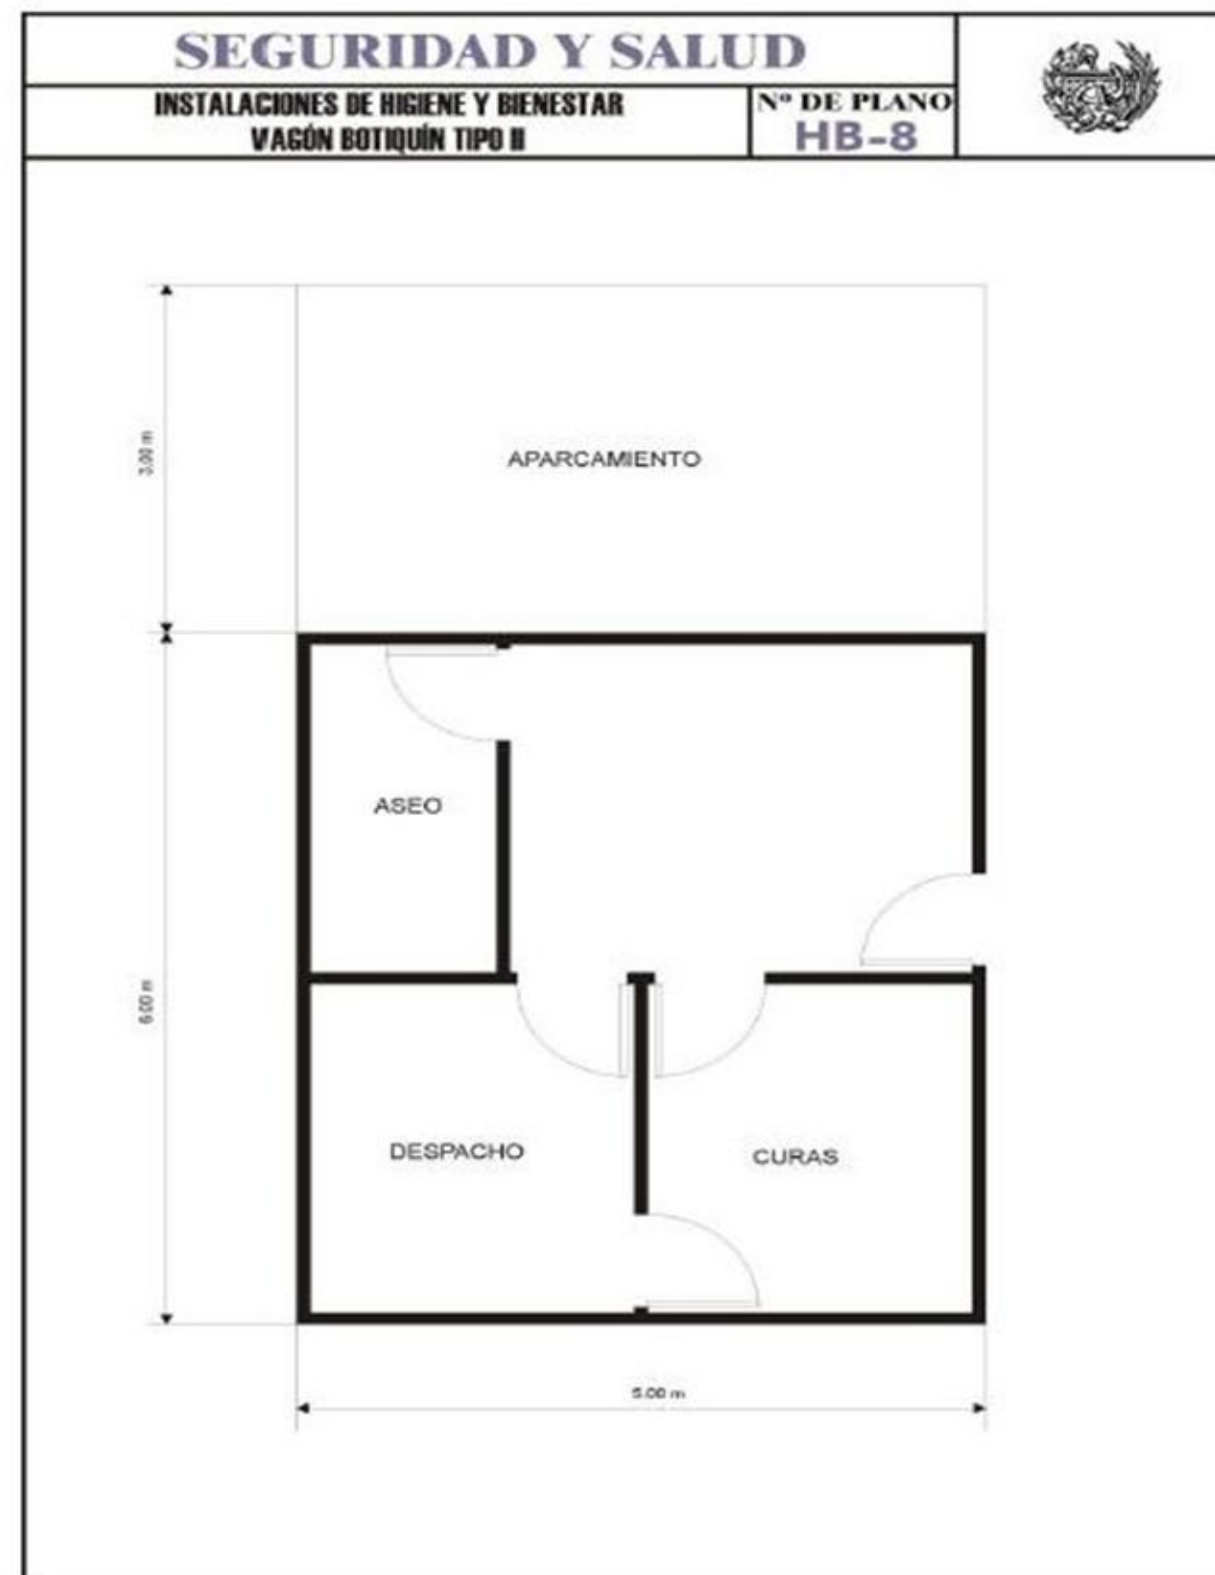 SEGURIDAD Y SALUD
INSTALACIONES DE HIGIENE Y BIENESTAR
VAGÓN BOTIQUÍN TIPO II
Nº DE PLANO
HB-8
3.00 m
APARCAMIENTO
ASEO
6.00 m
DESPACHO
CURAS
5.00 m